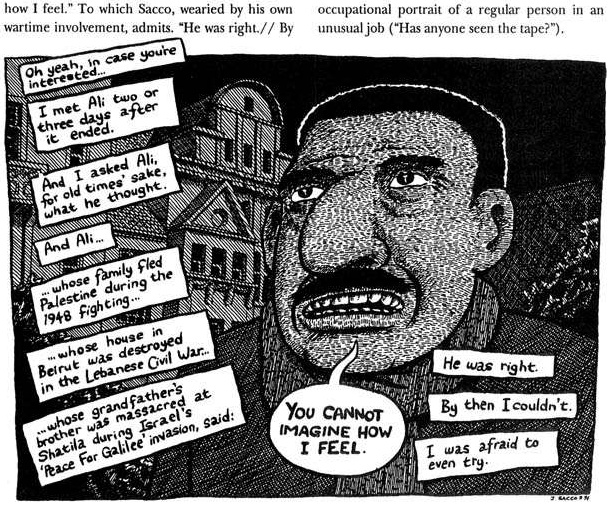 how I feel.” To which Sacco, wearied by his own
wartime involvement, admits. “He was right.// By
occupational portrait of a regular person in an
unusual job (“Has anyone seen the tape?”).
Oh yeah, in case you're
interested...
I met Ali two or
three days after
it ended.
And I asked Ali,
for old times' sake,
what he thought.
And Ali...
...whose family fled
Palestine during the
1948 fighting...
...whose house in
Beirut was destroyed
in the Lebanese Civil War...
...whose grandfather's
brother was massacred at
Shatila during Israel's
'Peace For Galilee' invasion, said:
YOU CANNOT
IMAGINE HOW
I FEEL.
He was right.
By then I couldn't.
I was afraid to
even try.
J. SACCO